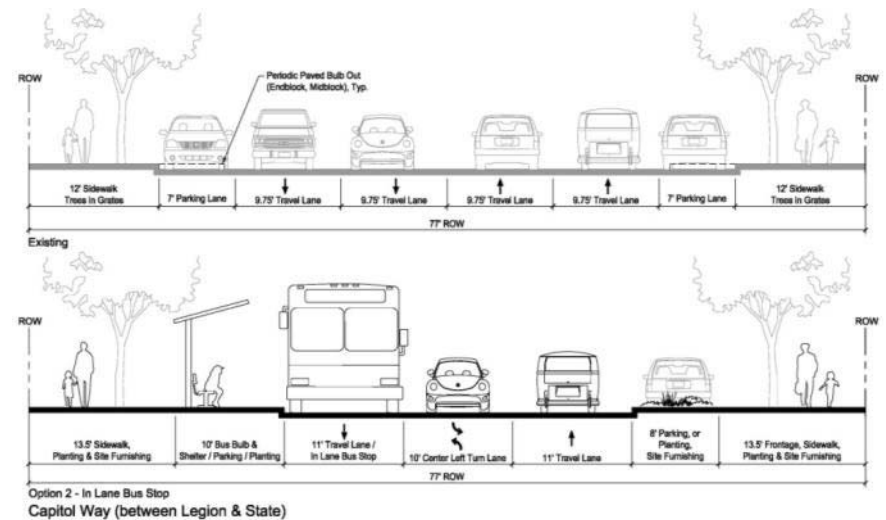 Periodic Paved Bulb Out
(Endblock, Midblock), Typ.
ROW
ROW
12' Sidewalk
Trees in Grates
7' Parking Lane
9.75' Travel Lane
9.75' Travel Lane
9.75' Travel Lane
9.75' Travel Lane
7' Parking Lane
12' Sidewalk
Trees in Grates
77' ROW
Existing
ROW
ROW
13.5' Sidewalk,
Planting & Site Furnishing
10' Bus Bulb &
Shelter / Parking / Planting
11' Travel Lane /
In Lane Bus Stop
10' Center Left Turn Lane
11' Travel Lane
8' Parking, or
Planting,
Site Furnishing
13.5' Frontage, Sidewalk,
Planting & Site Furnishing
77' ROW
Option 2 - In Lane Bus Stop
Capitol Way (between Legion & State)